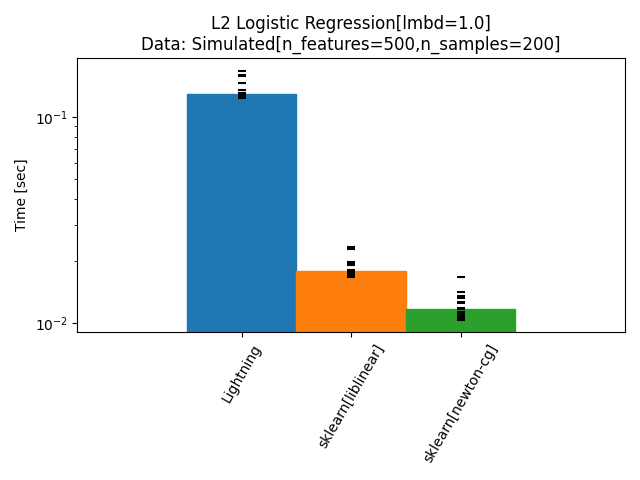 L2 Logistic Regression[lmbd=1.0]
Data: Simulated[n_features=500,n_samples=200]
Time [sec]
10⁻¹
10⁻²
Lightning
sklearn[liblinear]
sklearn[newton-cg]